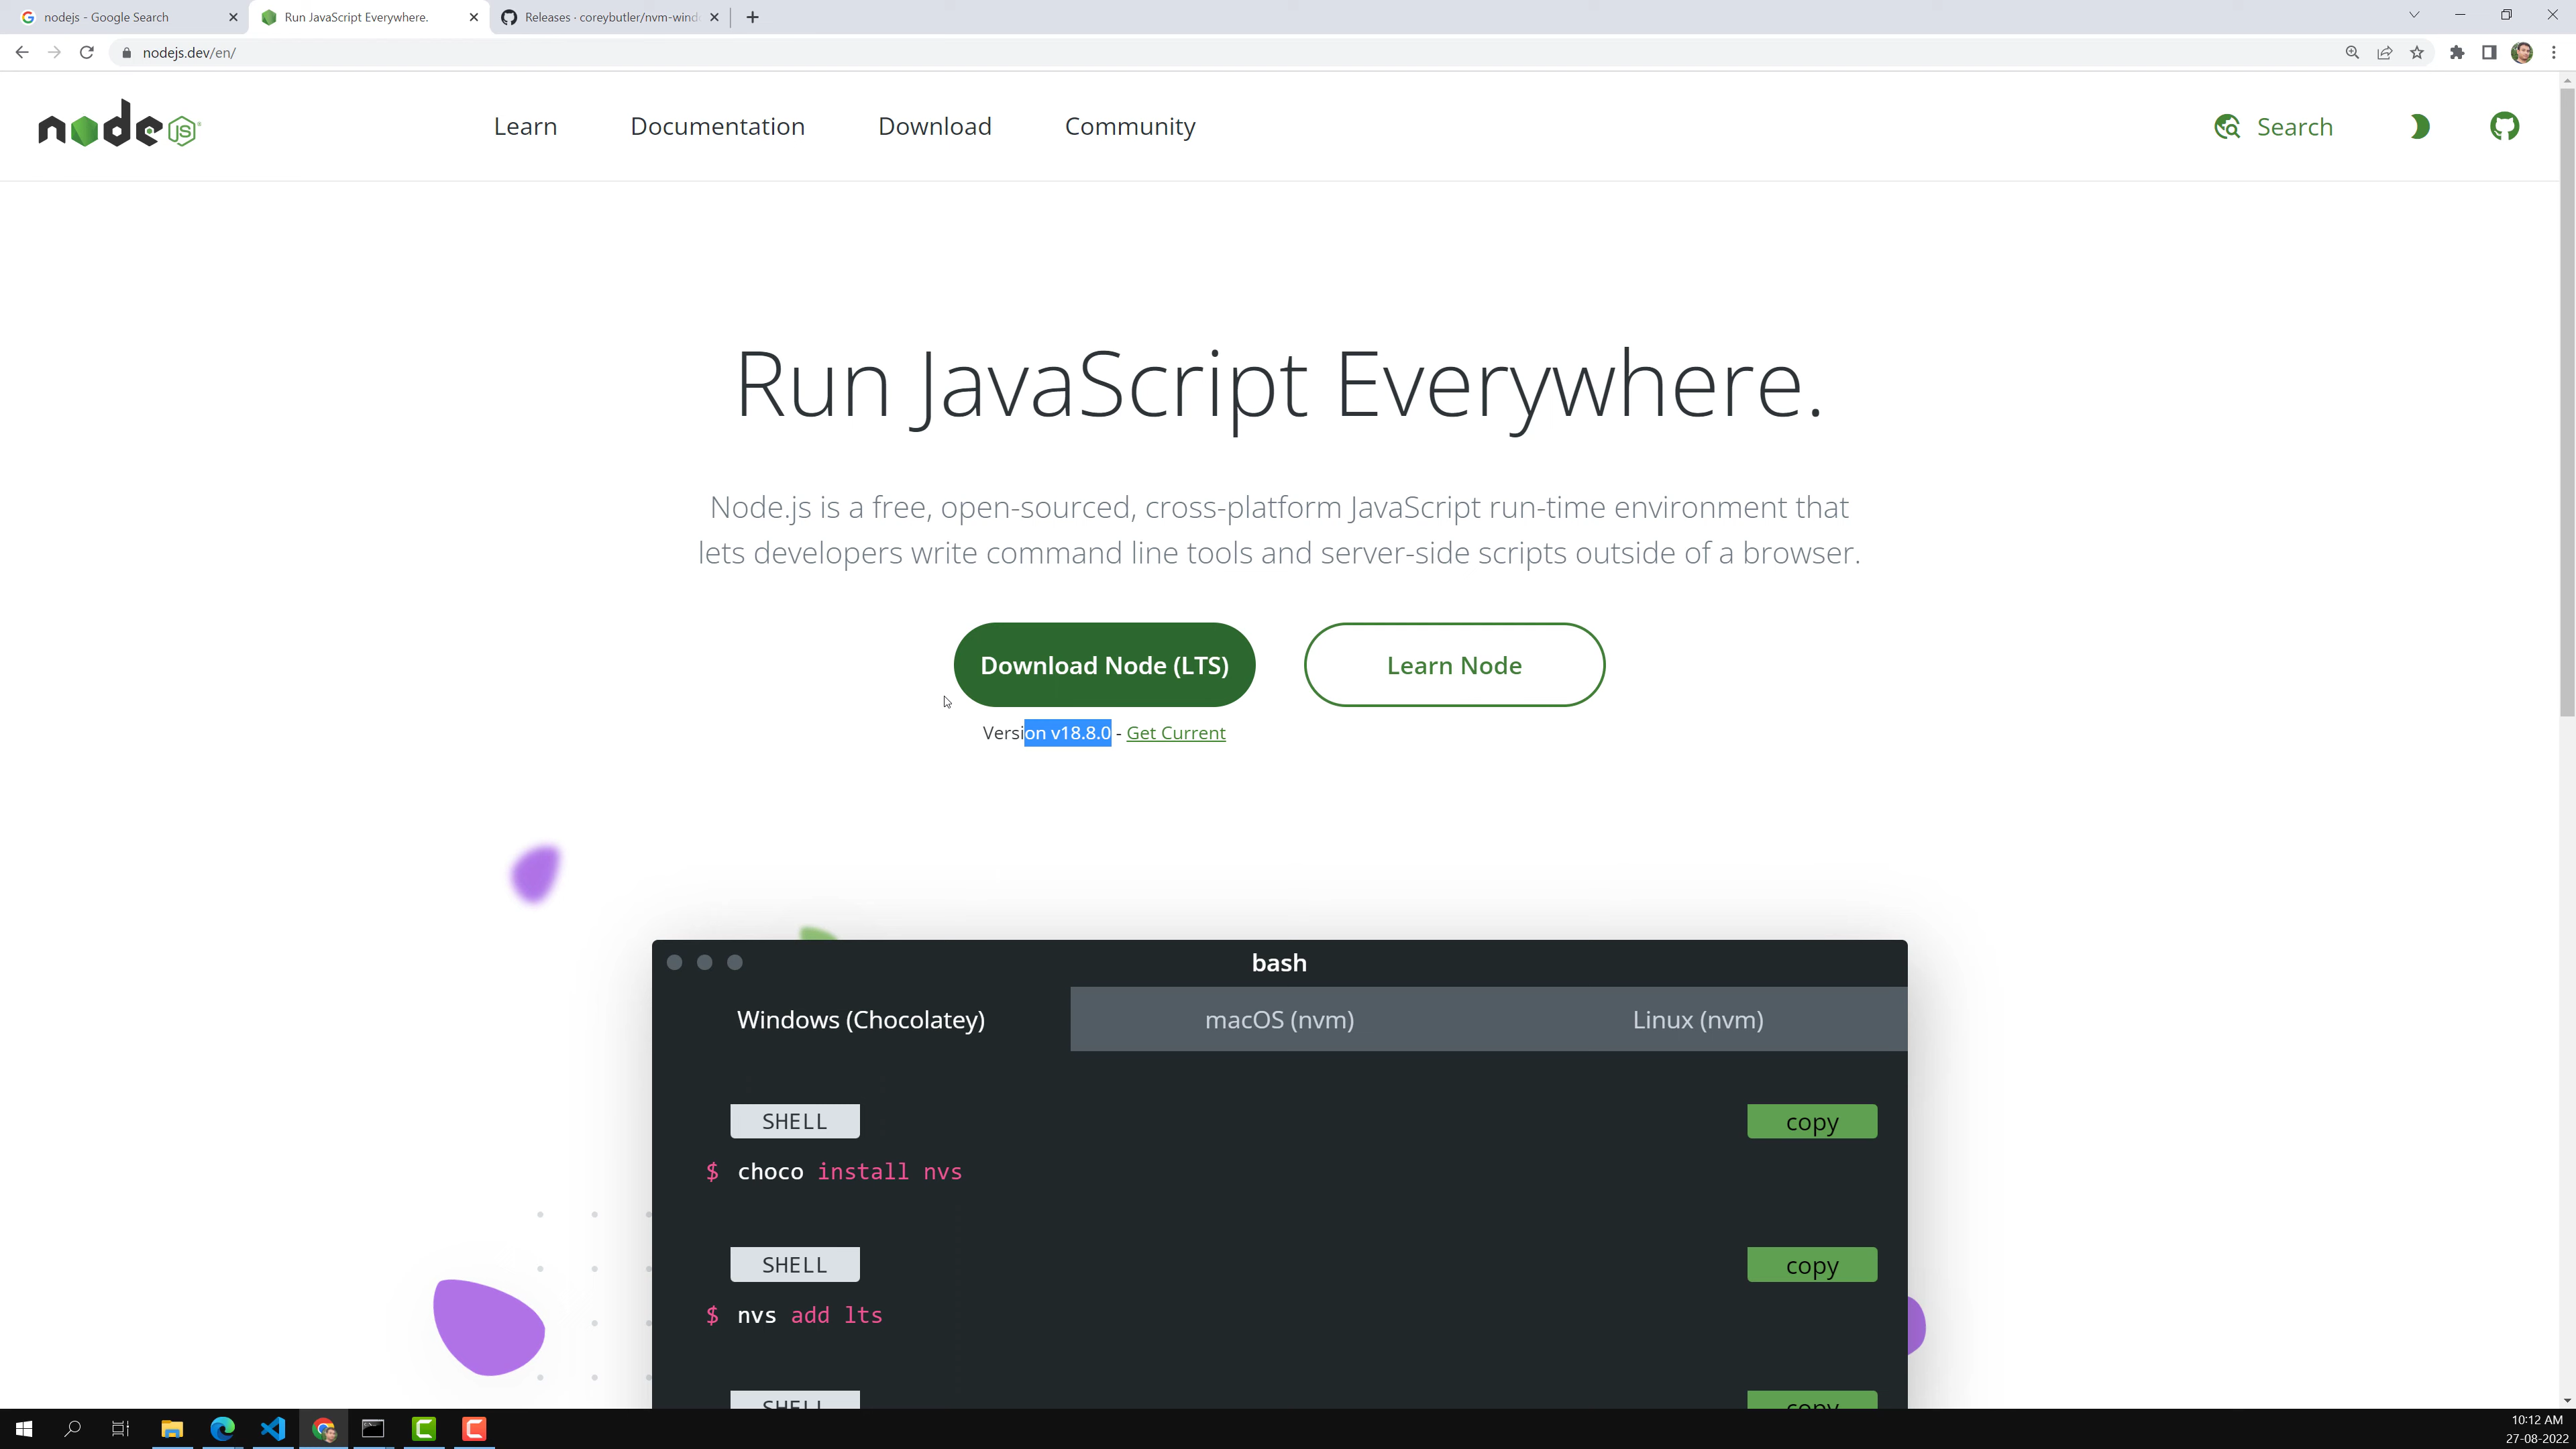 nodejs - Google Search
Run JavaScript Everywhere.
Releases · coreybutler/nvm-wind
nodejs.dev/en/
node JS
Learn
Documentation
Download
Community
Search
Run JavaScript Everywhere.
Node.js is a free, open-sourced, cross-platform JavaScript run-time environment that
lets developers write command line tools and server-side scripts outside of a browser.
Download Node (LTS)
Learn Node
Version v18.8.0 - Get Current
bash
Windows (Chocolatey)
macOS (nvm)
Linux (nvm)
SHELL
copy
$ choco install nvs
SHELL
copy
$ nvs add lts
SHELL
copy
10:12 AM
27-08-2022